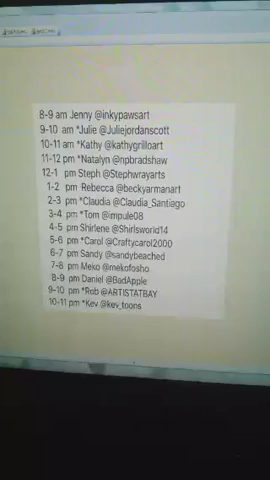 8-9 am Jenny @inkypawsart
9-10 am *Julie @Juliejordanscott
10-11 am *Kathy @kathygrilloart
11-12 pm *Natalyn @npbradshaw
12-1 pm Steph @Stephwrayarts
1-2 pm Rebecca @beckyarmanart
2-3 pm *Claudia @Claudia_Santiago
3-4 pm *Tom @impule08
4-5 pm Shirlene @Shirlsworld14
5-6 pm *Carol @Craftycarol2000
6-7 pm Sandy @sandybeached
7-8 pm Meko @mekofosho
8-9 pm Daniel @BadApple
9-10 pm *Rob @ARTISTATBAY
10-11 pm *Kev @kev_toons